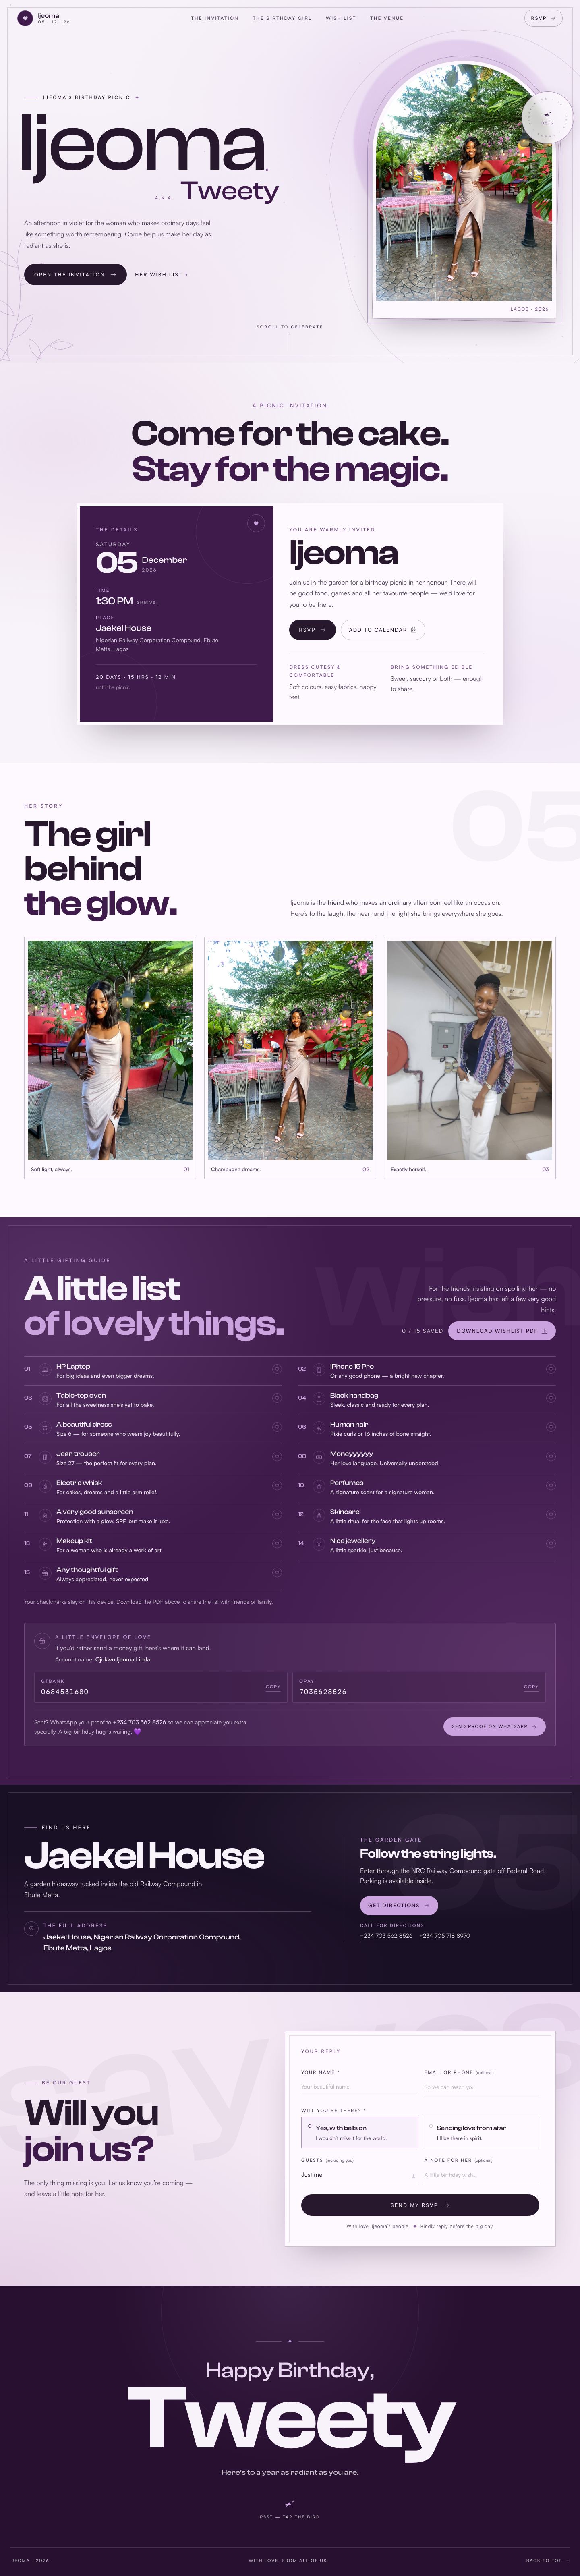 Ijeoma
05 · 12 · 26
THE INVITATION
THE BIRTHDAY GIRL
WISH LIST
THE VENUE
RSVP →
IJEOMA'S BIRTHDAY PICNIC
Ijeoma.
A.K.A. Tweety
An afternoon in violet for the woman who makes ordinary days feel
like something worth remembering. Come help us make her day as
radiant as she is.
OPEN THE INVITATION →
HER WISH LIST
05.12
LAGOS · 2026
SCROLL TO CELEBRATE
A PICNIC INVITATION
Come for the cake.
Stay for the magic.
THE DETAILS
SATURDAY
05 December
2026
TIME
1:30 PM ARRIVAL
PLACE
Jaekel House
Nigerian Railway Corporation Compound, Ebute
Metta, Lagos
20 DAYS · 15 HRS · 12 MIN
until the picnic
YOU ARE WARMLY INVITED
Ijeoma
Join us in the garden for a birthday picnic in her honour. There will
be good food, games and all her favourite people — we'd love for
you to be there.
RSVP →
ADD TO CALENDAR
DRESS CUTESY &
COMFORTABLE
Soft colours, easy fabrics, happy
feet.
BRING SOMETHING EDIBLE
Sweet, savoury or both — enough
to share.
05
HER STORY
The girl
behind
the glow.
Ijeoma is the friend who makes an ordinary afternoon feel like an occasion.
Here's to the laugh, the heart and the light she brings everywhere she goes.
Soft light, always. 01
Champagne dreams. 02
Exactly herself. 03
wish
A LITTLE GIFTING GUIDE
A little list
of lovely things.
For the friends insisting on spoiling her — no
pressure, no fuss. Ijeoma has left a few very good
hints.
0 / 15 SAVED
DOWNLOAD WISHLIST PDF
01 HP Laptop
For big ideas and even bigger dreams.
02 iPhone 15 Pro
Or any good phone — a bright new chapter.
03 Table-top oven
For all the sweetness she's yet to bake.
04 Black handbag
Sleek, classic and ready for every plan.
05 A beautiful dress
Size 6 — for someone who wears joy beautifully.
06 Human hair
Pixie curls or 16 inches of bone straight.
07 Jean trouser
Size 27 — the perfect fit for every plan.
08 Moneyyyyyy
Her love language. Universally understood.
09 Electric whisk
For cakes, dreams and a little arm relief.
10 Perfumes
A signature scent for a signature woman.
11 A very good sunscreen
Protection with a glow. SPF, but make it luxe.
12 Skincare
A little ritual for the face that lights up rooms.
13 Makeup kit
For a woman who is already a work of art.
14 Nice jewellery
A little sparkle, just because.
15 Any thoughtful gift
Always appreciated, never expected.
Your checkmarks stay on this device. Download the PDF above to share the list with friends or family.
A LITTLE ENVELOPE OF LOVE
If you'd rather send a money gift, here's where it can land.
Account name: Ojukwu Ijeoma Linda
GTBANK
0684531680
COPY
OPAY
7035628526
COPY
Sent? WhatsApp your proof to +234 703 562 8526 so we can appreciate you extra
specially. A big birthday hug is waiting. 💜
SEND PROOF ON WHATSAPP →
05
FIND US HERE
Jaekel House
A garden hideaway tucked inside the old Railway Compound in
Ebute Metta.
THE FULL ADDRESS
Jaekel House, Nigerian Railway Corporation Compound,
Ebute Metta, Lagos
THE GARDEN GATE
Follow the string lights.
Enter through the NRC Railway Compound gate off Federal Road.
Parking is available inside.
GET DIRECTIONS →
CALL FOR DIRECTIONS
+234 703 562 8526 +234 705 718 8970
say yes
BE OUR GUEST
Will you
join us?
The only thing missing is you. Let us know you're coming —
and leave a little note for her.
YOUR REPLY
YOUR NAME *
Your beautiful name
EMAIL OR PHONE (optional)
So we can reach you
WILL YOU BE THERE? *
Yes, with bells on
I wouldn't miss it for the world.
Sending love from afar
I'll be there in spirit.
GUESTS (including you)
Just me
A NOTE FOR HER (optional)
A little birthday wish...
SEND MY RSVP →
With love, Ijeoma's people. ✦ Kindly reply before the big day.
Happy Birthday,
Tweety
Here's to a year as radiant as you are.
PSST — TAP THE BIRD
IJEOMA · 2026
WITH LOVE, FROM ALL OF US
BACK TO TOP ↑